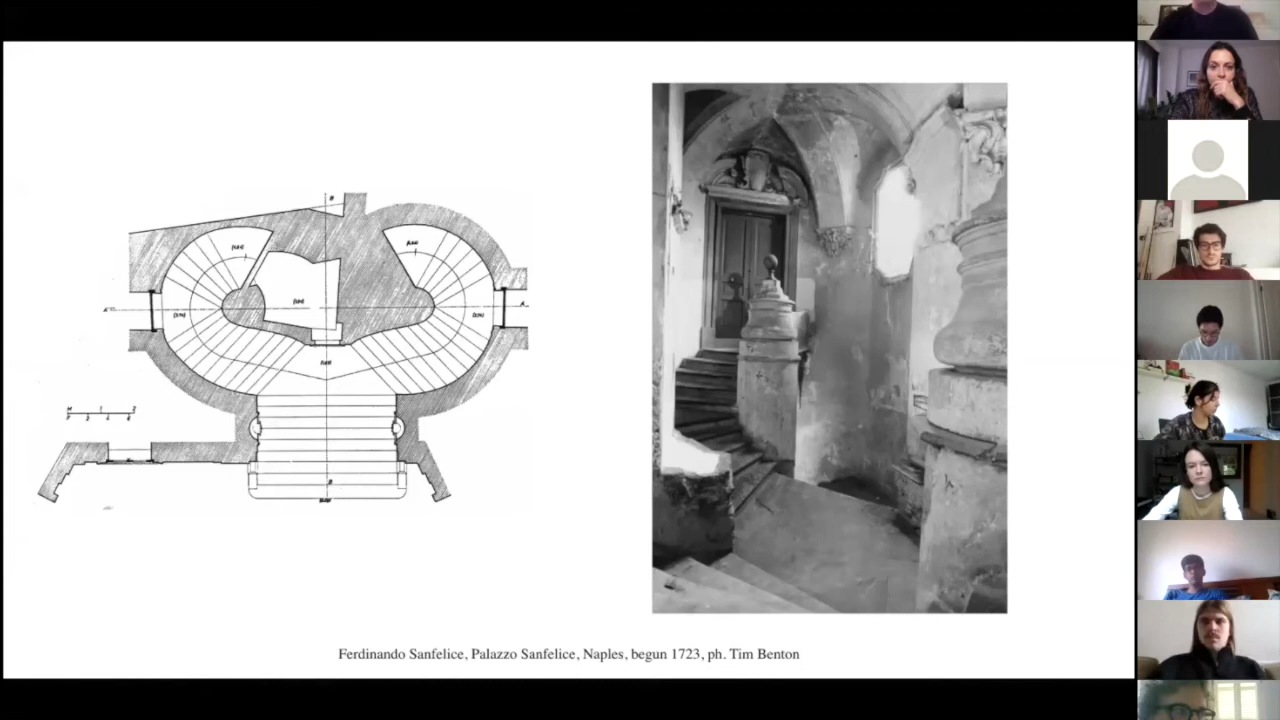 Ferdinando Sanfelice, Palazzo Sanfelice, Naples, begun 1723, ph. Tim Benton